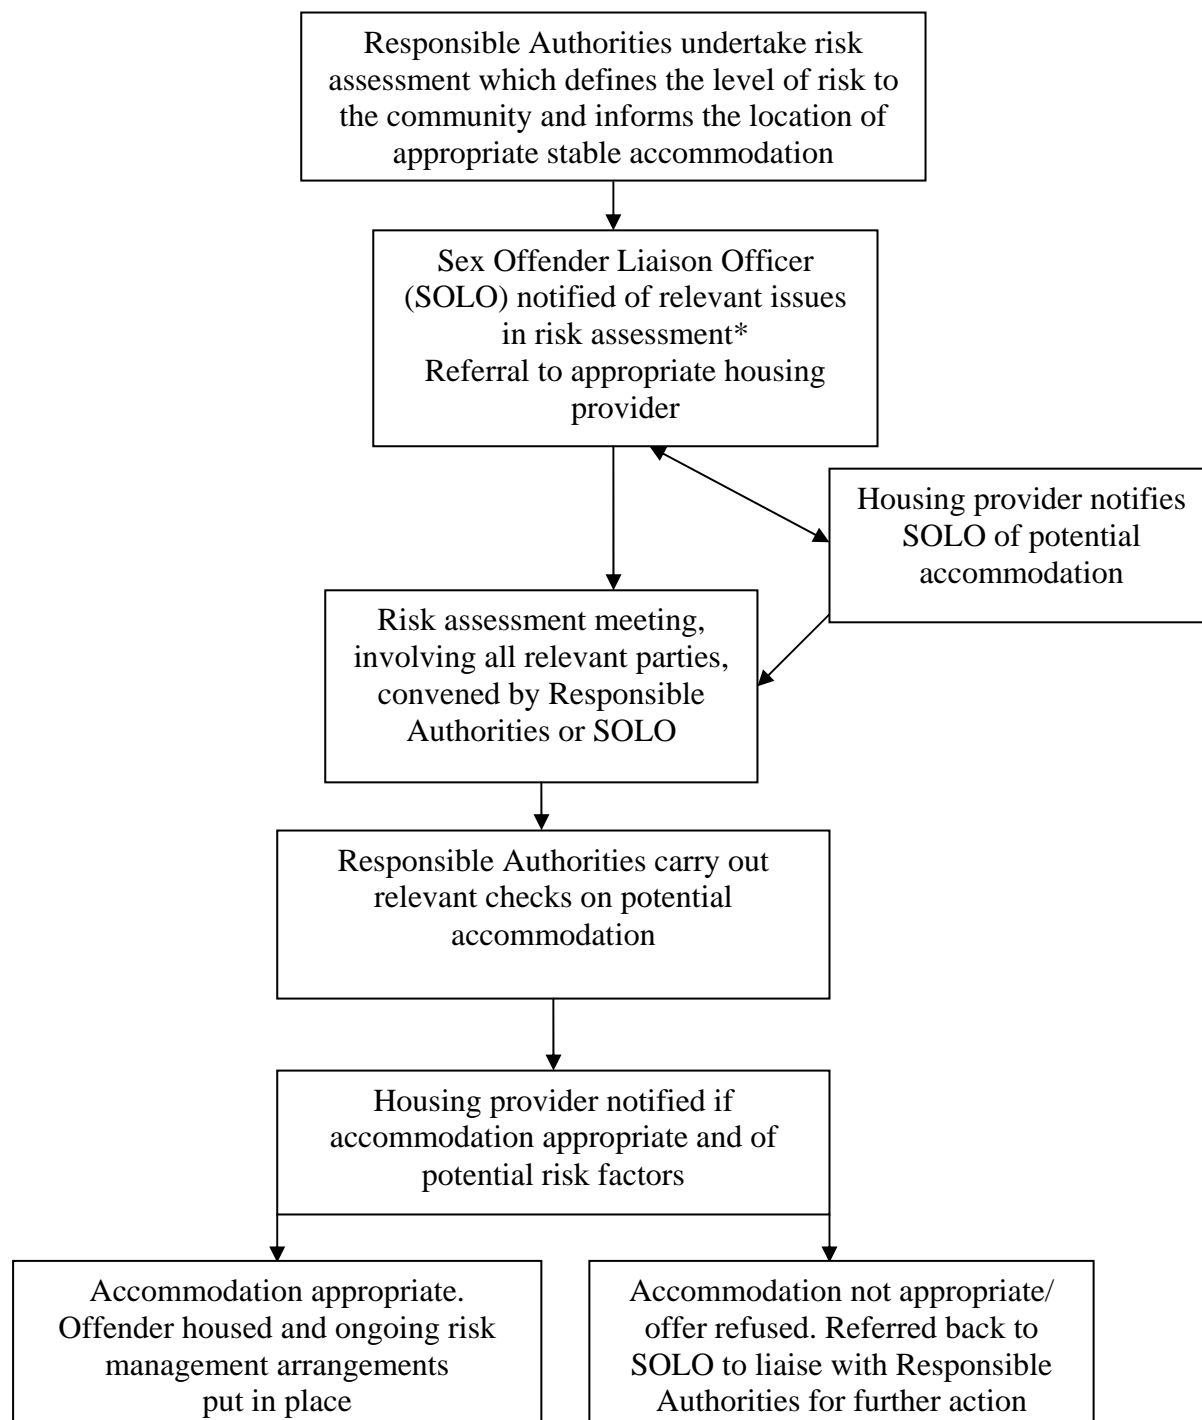 Responsible Authorities undertake risk
assessment which defines the level of risk to
the community and informs the location of
appropriate stable accommodation
Sex Offender Liaison Officer
(SOLO) notified of relevant issues
in risk assessment*
Referral to appropriate housing
provider
Housing provider notifies
SOLO of potential
accommodation
Risk assessment meeting,
involving all relevant parties,
convened by Responsible
Authorities or SOLO
Responsible Authorities carry out
relevant checks on potential
accommodation
Housing provider notified if
accommodation appropriate and of
potential risk factors
Accommodation appropriate.
Offender housed and ongoing risk
management arrangements
put in place
Accommodation not appropriate/
offer refused. Referred back to
SOLO to liaise with Responsible
Authorities for further action